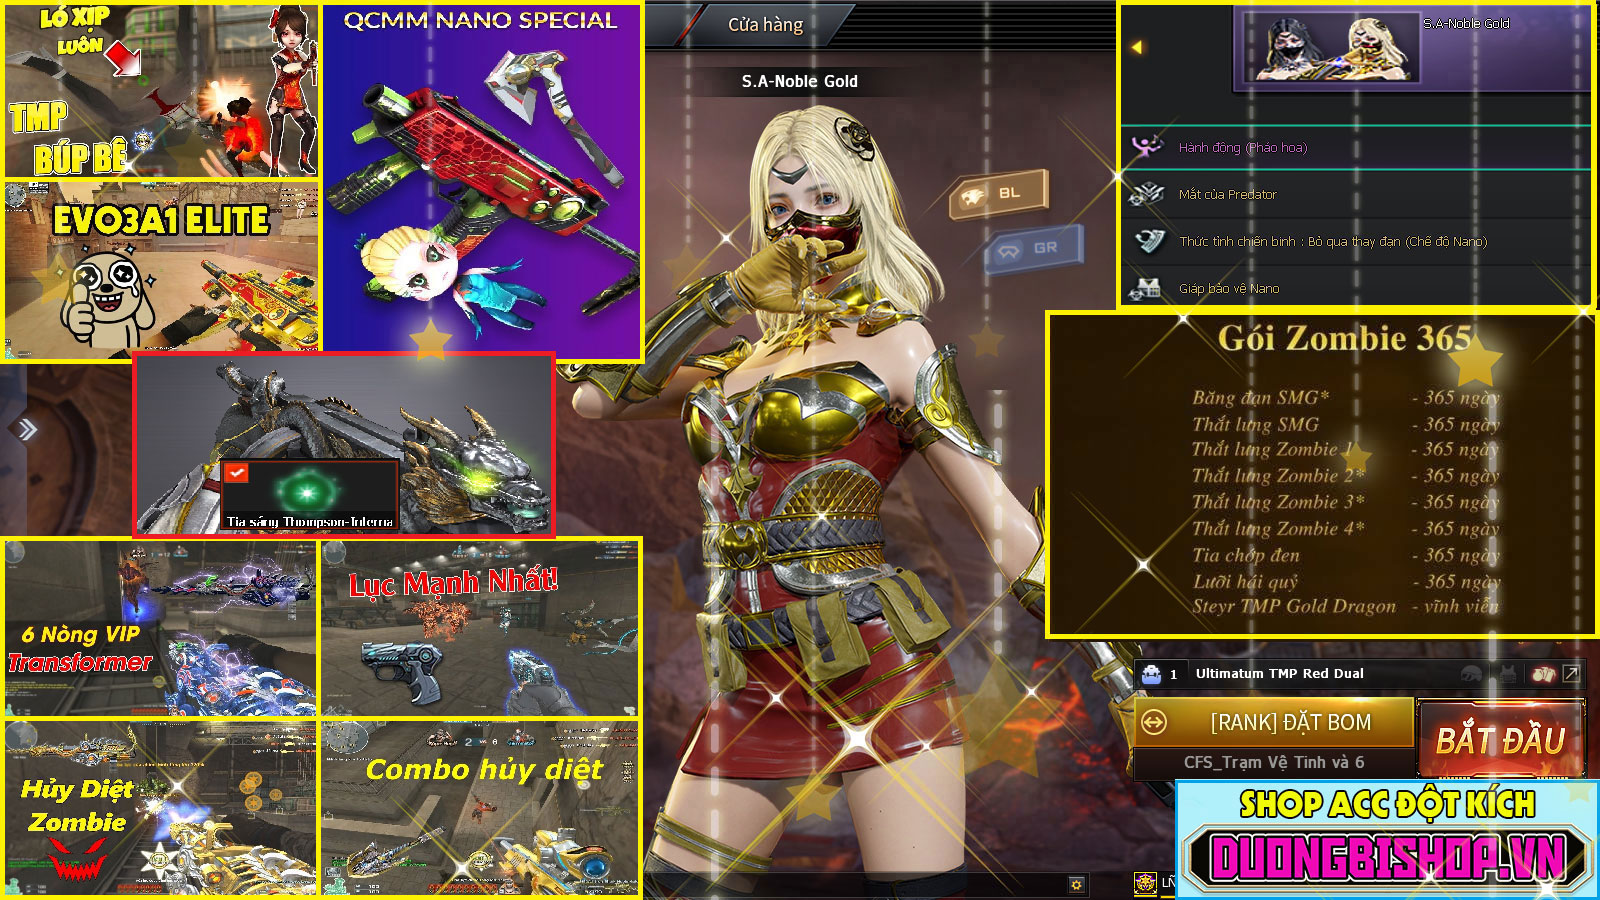 LÓ XỊP
LUÔN
TMP
BÚP BÊ
QCMM NANO SPECIAL
EVO3A1 ELITE
Cửa hàng
S.A-Noble Gold
BL
GR
S.A-Noble Gold
Hành động (Pháo hoa)
Mắt của Predator
Thức tỉnh chiến binh : Bỏ qua thay đạn (Chế độ Nano)
Giáp bảo vệ Nano
Gói Zombie 365
Băng đạn SMG* - 365 ngày
Thắt lưng SMG - 365 ngày
Thắt lưng Zombie 1 - 365 ngày
Thắt lưng Zombie 2* - 365 ngày
Thắt lưng Zombie 3* - 365 ngày
Thắt lưng Zombie 4* - 365 ngày
Tia chớp đen - 365 ngày
Lưỡi hái quỷ - 365 ngày
Steyr TMP Gold Dragon - vĩnh viễn
Tia sáng Thompson-Inferna
6 Nòng VIP
Transformer
Lục Mạnh Nhất!
Hủy Diệt
Zombie
Combo hủy diệt
1 Ultimatum TMP Red Dual
[RANK] ĐẶT BOM
CFS_Trạm Vệ Tinh và 6
BẮT ĐẦU
SHOP ACC ĐỘT KÍCH
DUONGBISHOP.VN